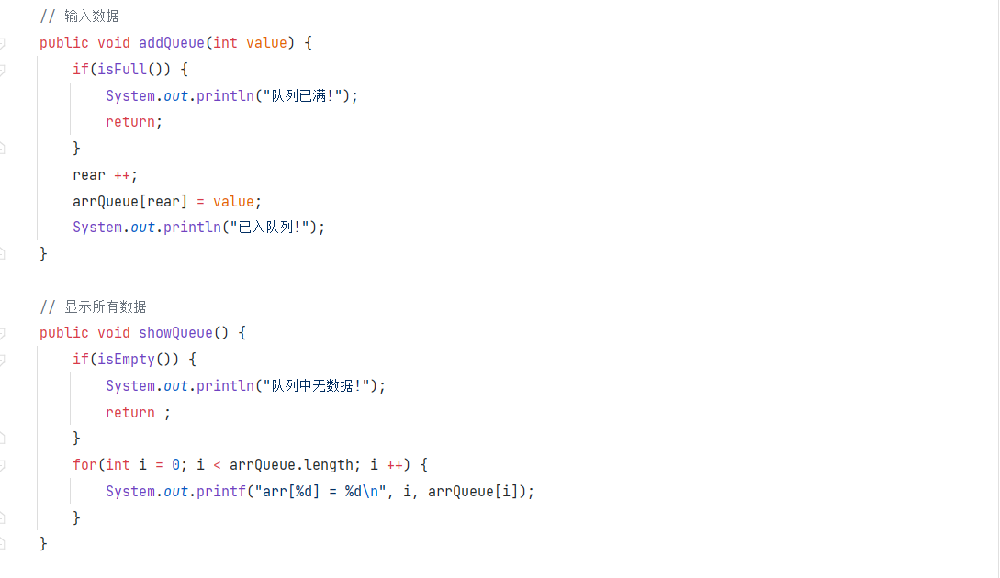 // 输入数据
public void addQueue(int value) {
if(isFull()) {
System.out.println("队列已满!");
return;
}
rear ++;
arrQueue[rear] = value;
System.out.println("已入队列!");
}
// 显示所有数据
public void showQueue() {
if(isEmpty()) {
System.out.println("队列中无数据!");
return ;
}
for(int i = 0; i < arrQueue.length; i ++) {
System.out.printf("arr[%d] = %d\n", i, arrQueue[i]);
}
}